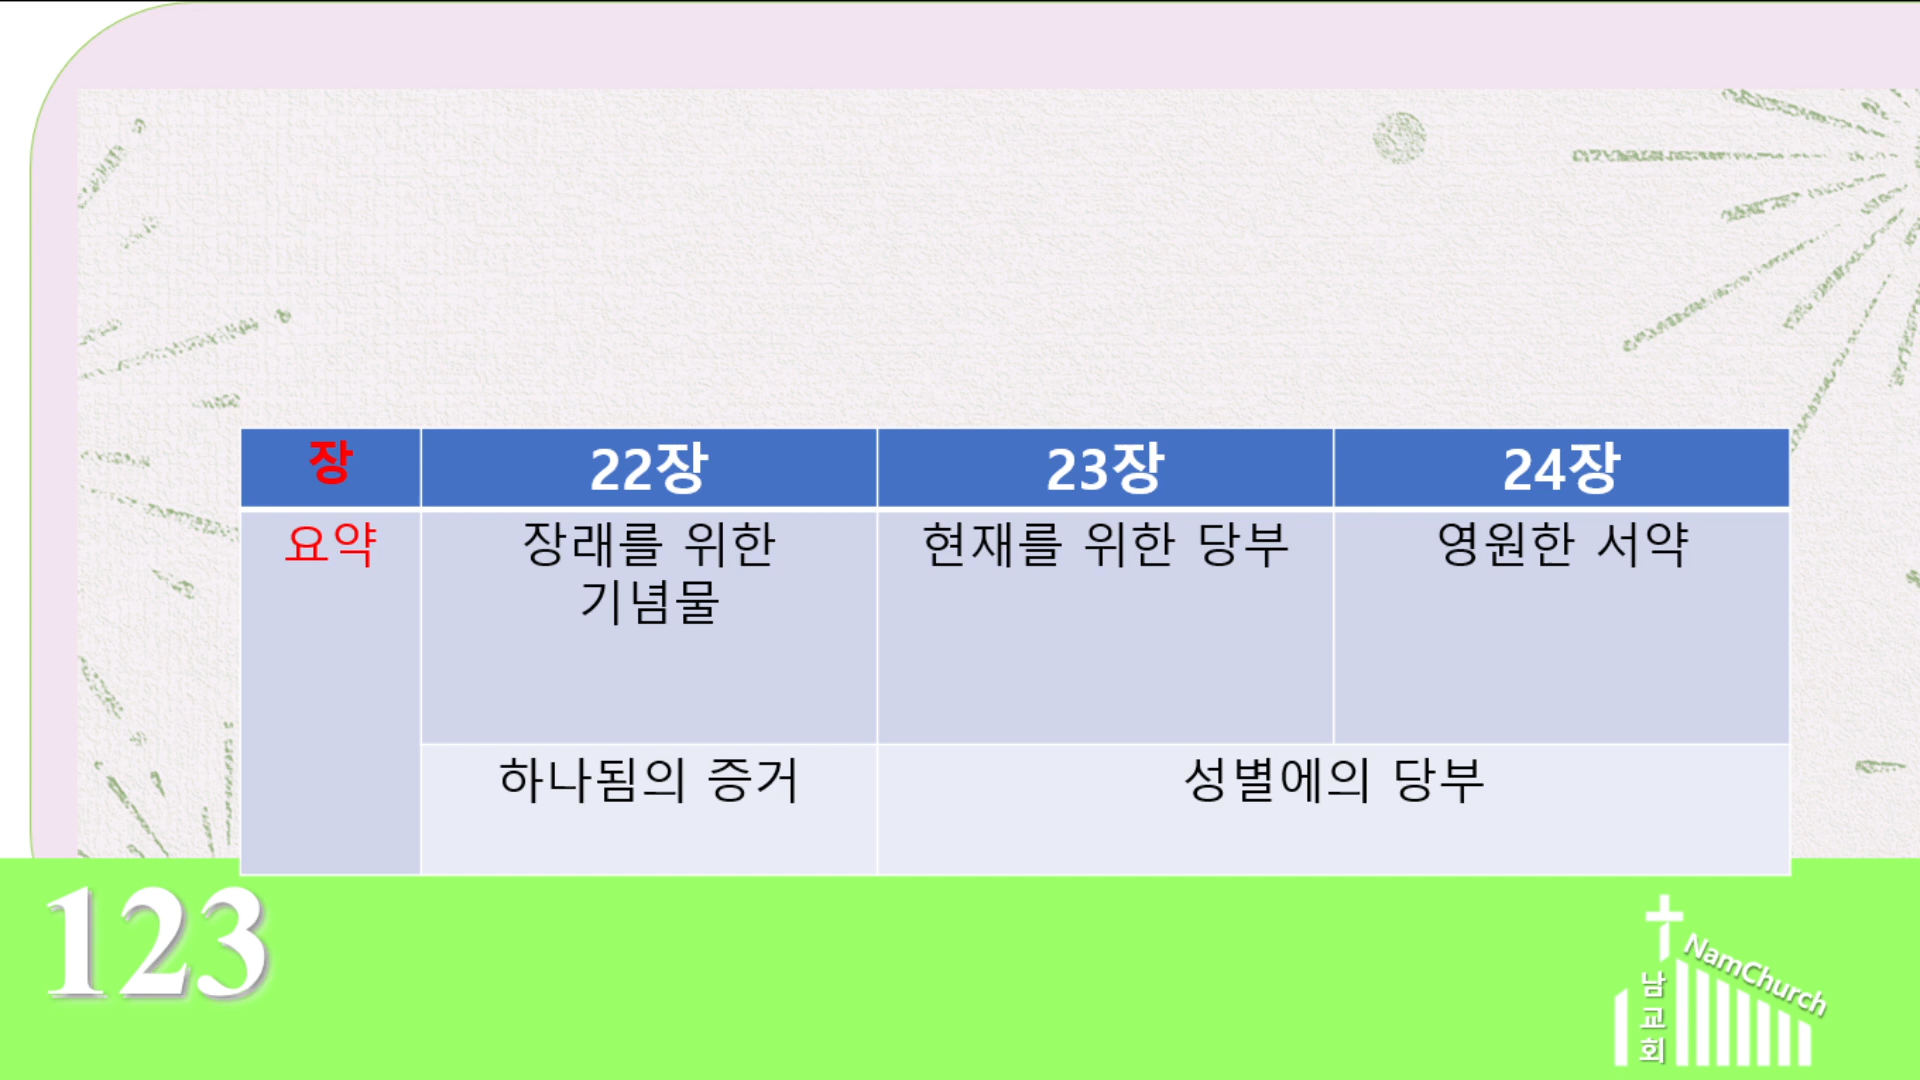 장 22장 23장 24장
요약 장래를 위한 현재를 위한 당부 영원한 서약
기념물
하나됨의 증거 성별에의 당부
123
NamChurch
남
교
회